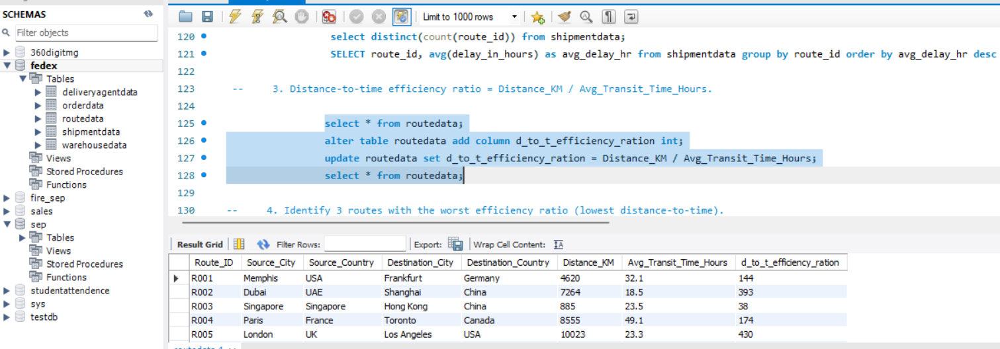 SCHEMAS
Filter objects
360digitmg
fedex
Tables
deliveryagentdata
orderdata
routedata
shipmentdata
warehousedata
Views
Stored Procedures
Functions
fire_sep
sales
sep
Tables
Views
Stored Procedures
Functions
studentattendence
sys
testdb
Limit to 1000 rows
120 select distinct(count(route_id)) from shipmentdata;
121 SELECT route_id, avg(delay_in_hours) as avg_delay_hr from shipmentdata group by route_id order by avg_delay_hr desc
122
123 -- 3. Distance-to-time efficiency ratio = Distance_KM / Avg_Transit_Time_Hours.
124
125 select * from routedata;
126 alter table routedata add column d_to_t_efficiency_ration int;
127 update routedata set d_to_t_efficiency_ration = Distance_KM / Avg_Transit_Time_Hours;
128 select * from routedata;
129
130 -- 4. Identify 3 routes with the worst efficiency ratio (lowest distance-to-time).
Result Grid Filter Rows: Export: Wrap Cell Content: IA
Route_ID Source_City Source_Country Destination_City Destination_Country Distance_KM Avg_Transit_Time_Hours d_to_t_efficiency_ration
R001 Memphis USA Frankfurt Germany 4620 32.1 144
R002 Dubai UAE Shanghai China 7264 18.5 393
R003 Singapore Singapore Hong Kong China 885 23.5 38
R004 Paris France Toronto Canada 8555 49.1 174
R005 London UK Los Angeles USA 10023 23.3 430